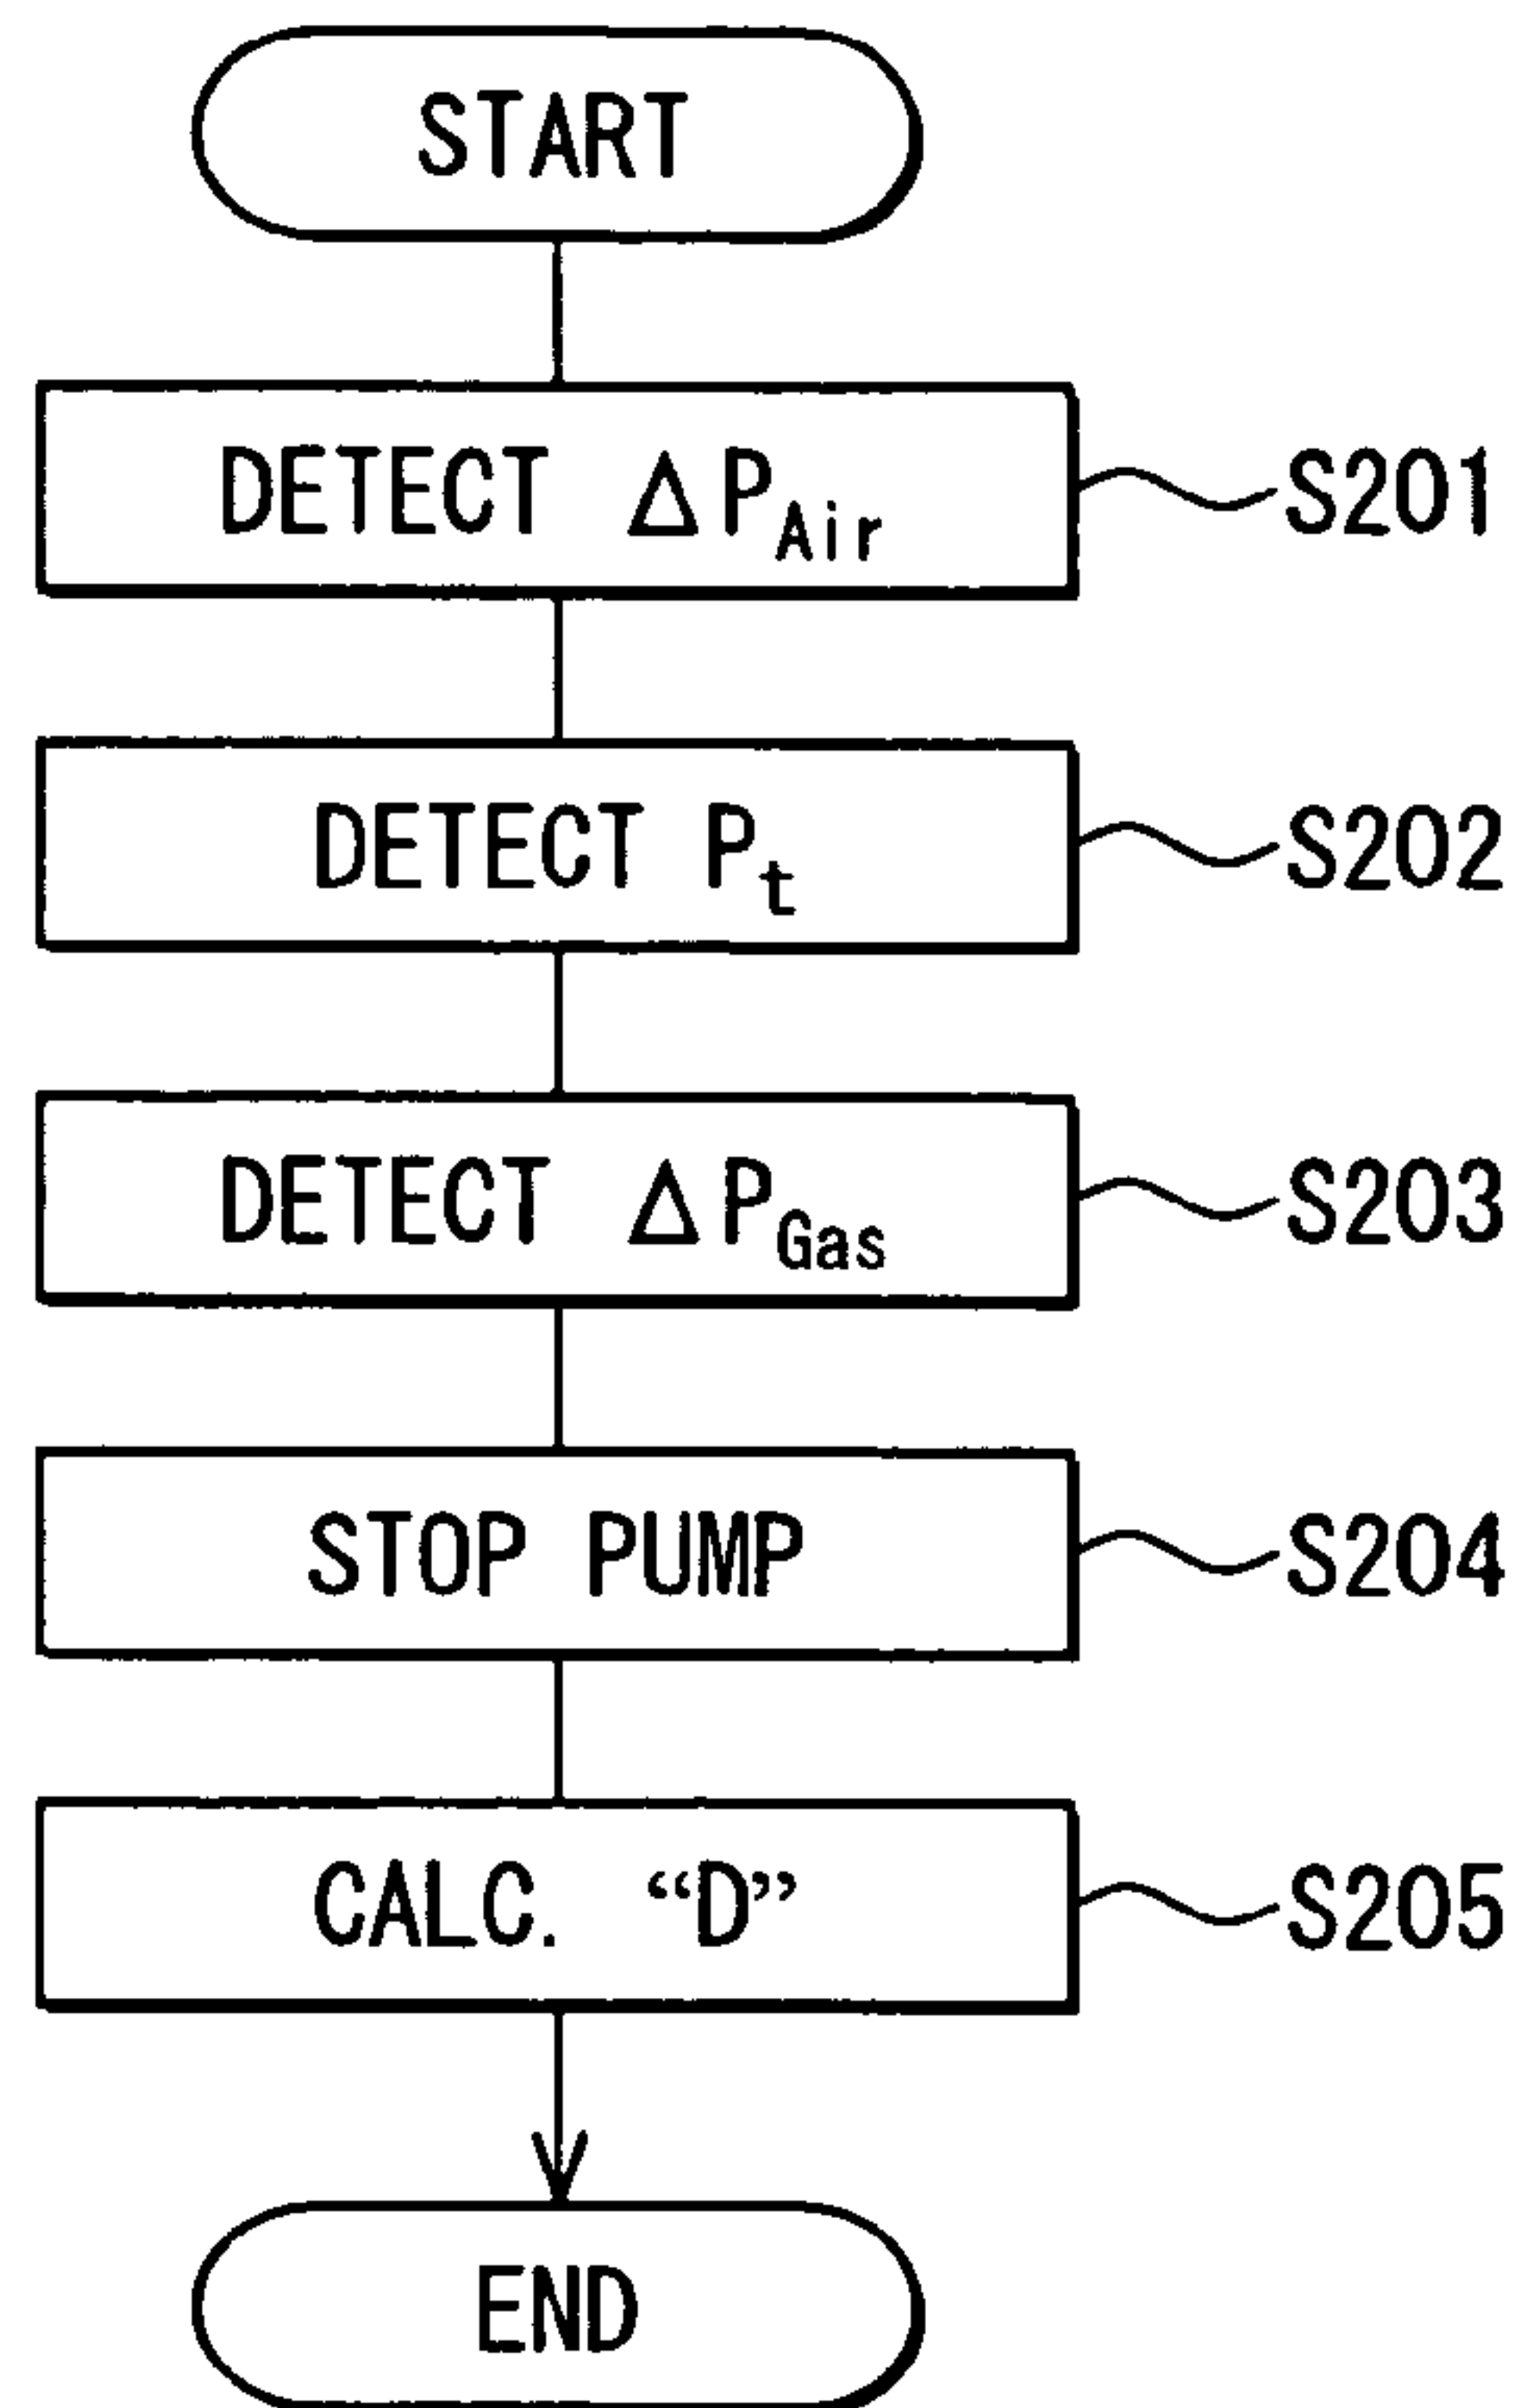 START
DETECT ΔP_Air S201
DETECT P_t S202
DETECT ΔP_Gas S203
STOP PUMP S204
CALC. “D” S205
END